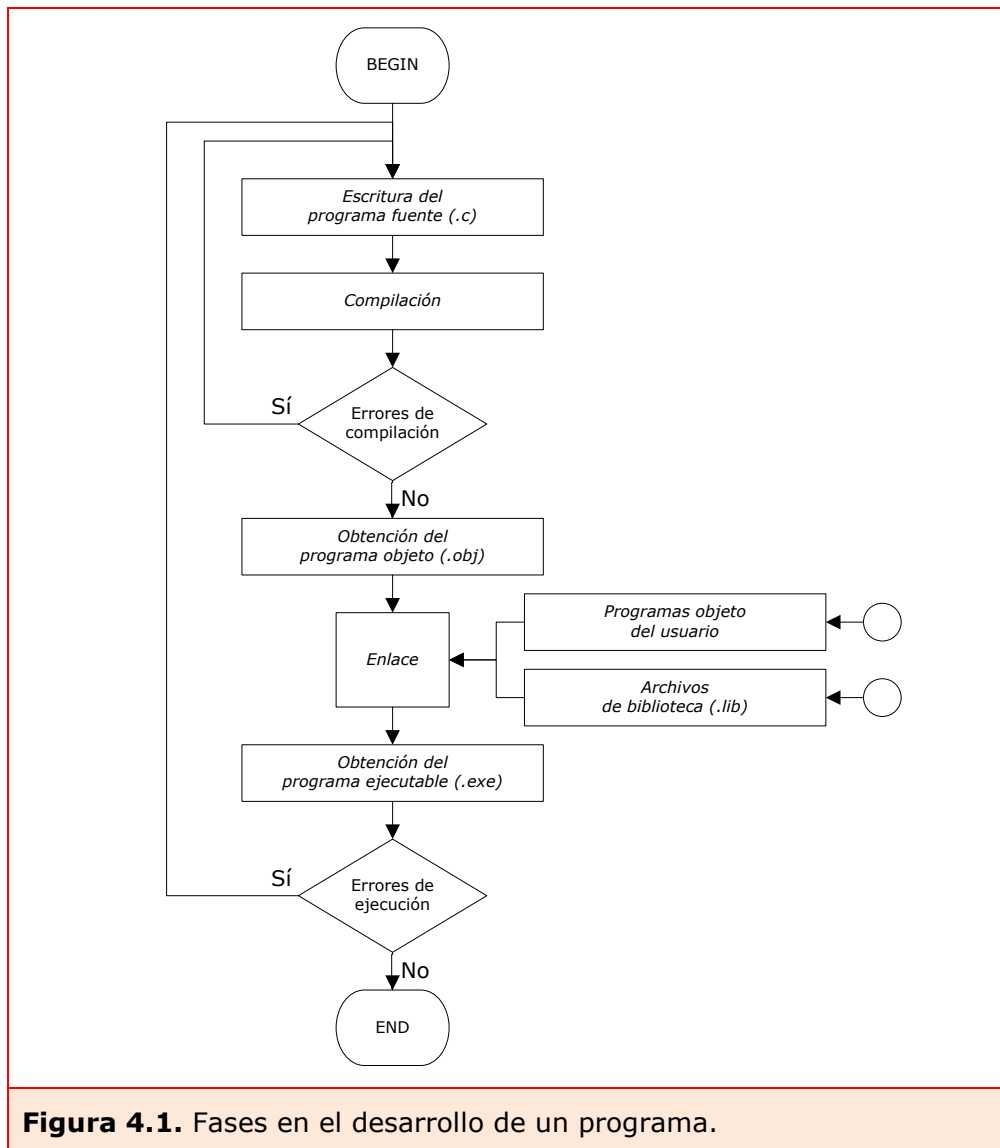 BEGIN
Escritura del
programa fuente (.c)
Compilación
Sí
Errores de
compilación
No
Obtención del
programa objeto (.obj)
Enlace
Programas objeto
del usuario
Archivos
de biblioteca (.lib)
Obtención del
programa ejecutable (.exe)
Sí
Errores de
ejecución
No
END
Figura 4.1. Fases en el desarrollo de un programa.